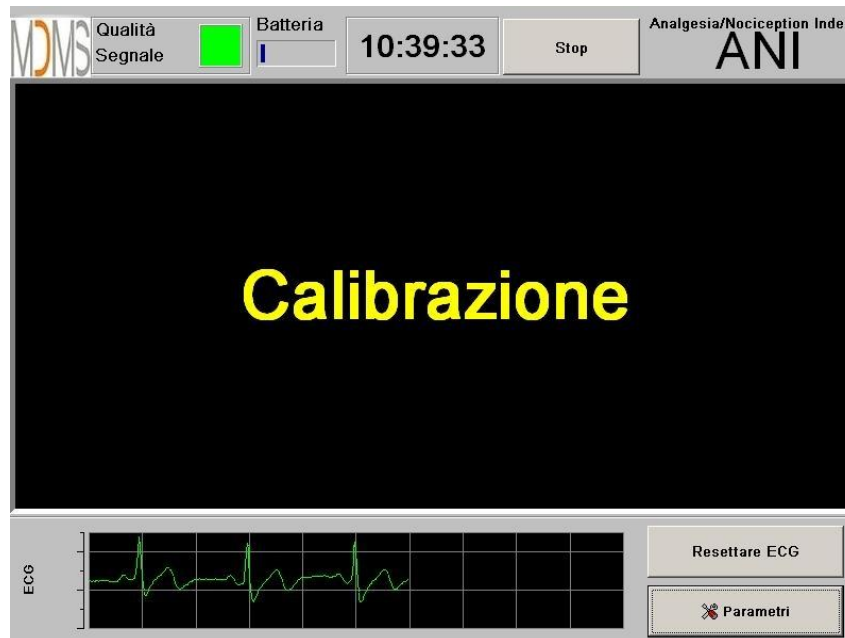 MDMS
Qualità
Segnale
Batteria
10:39:33
Stop
Analgesia/Nociception Inde
ANI
Calibrazione
ECG
Resettare ECG
Parametri